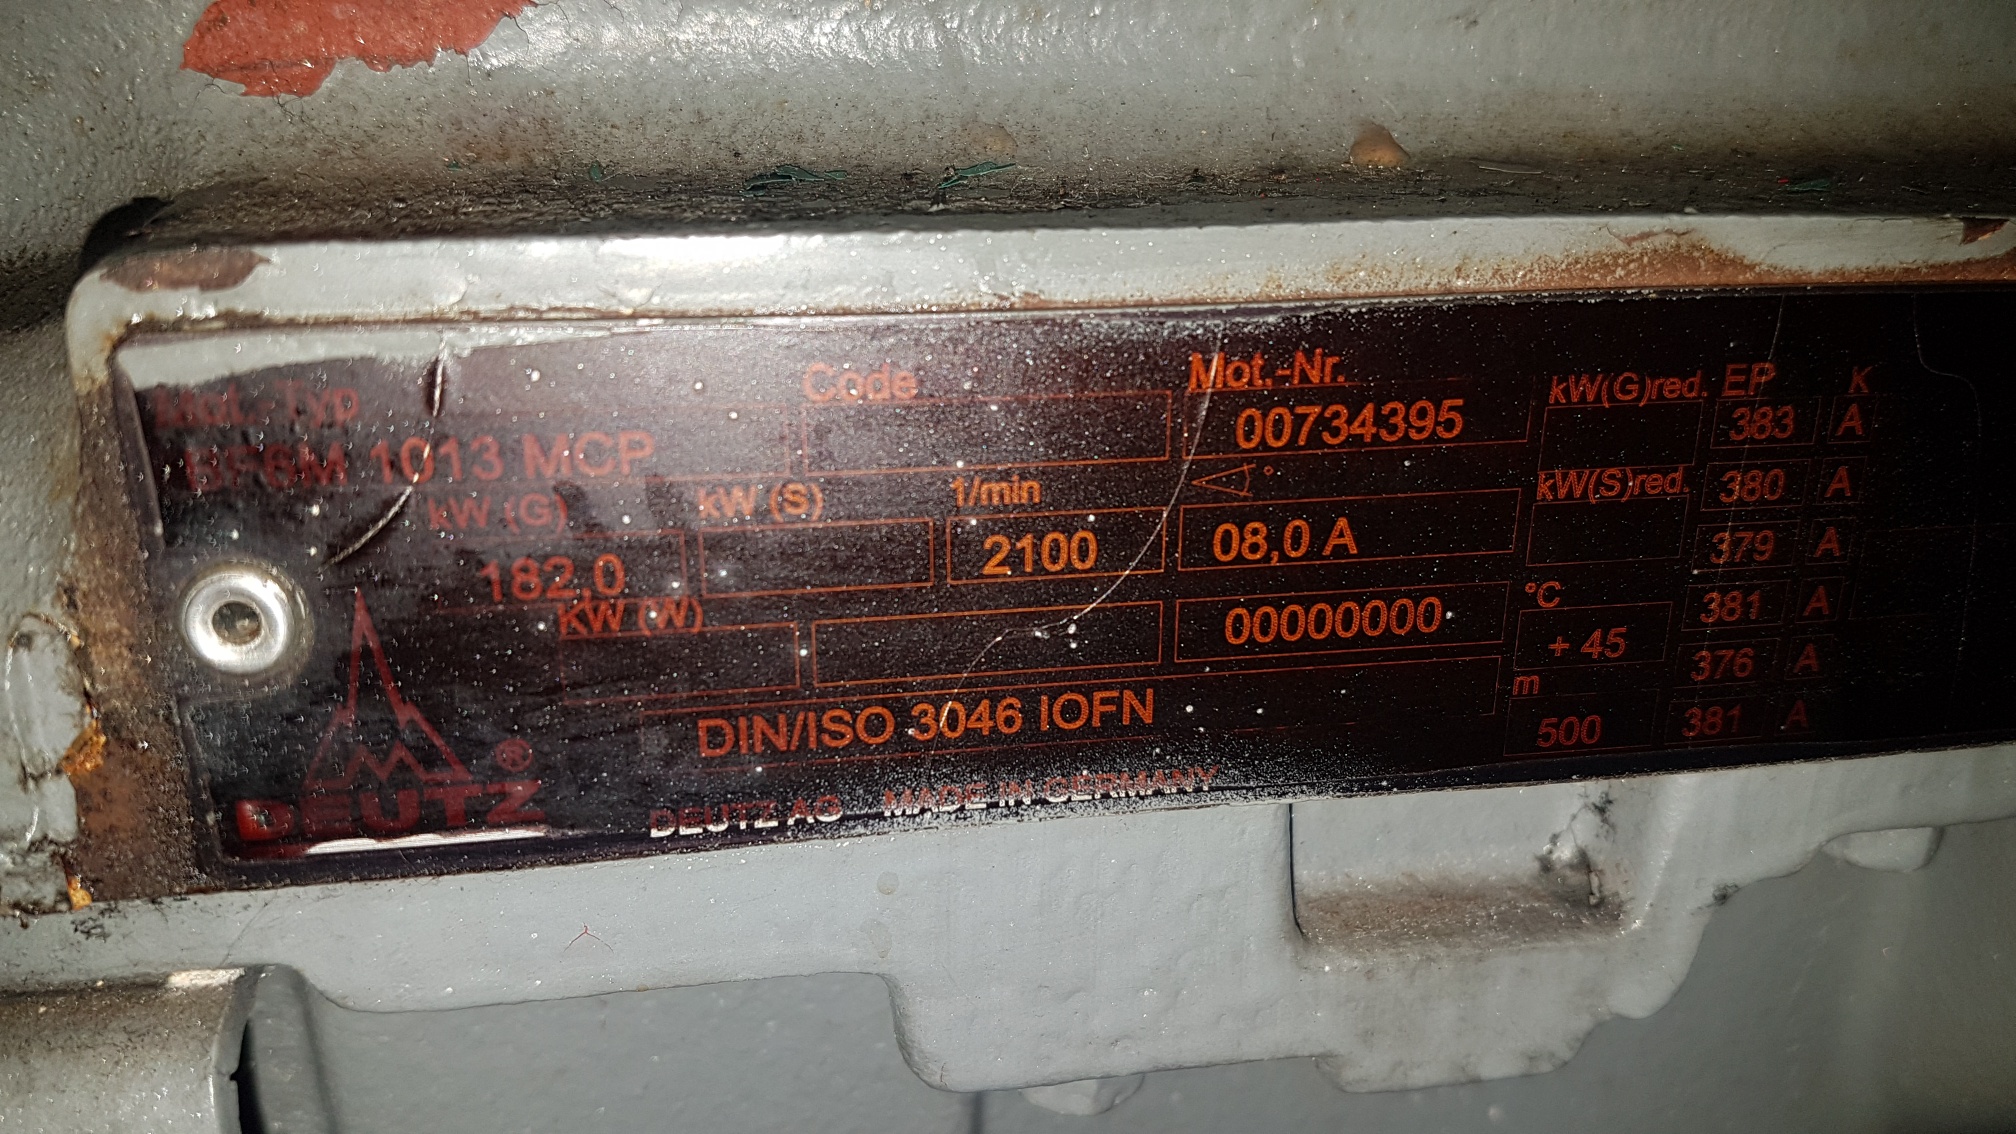 Mot.-Typ Code Mot.-Nr. kW(G)red. EP K
BF6M 1013 MCP 00734395 383 A
kW (G) kW (S) 1/min ° kW(S)red. 380 A
182,0 2100 08,0 A 379 A
KW (W) 00000000 °C 381 A
+ 45 376 A
DIN/ISO 3046 IOFN m 500 381 A
DEUTZ ®
DEUTZ AG MADE IN GERMANY